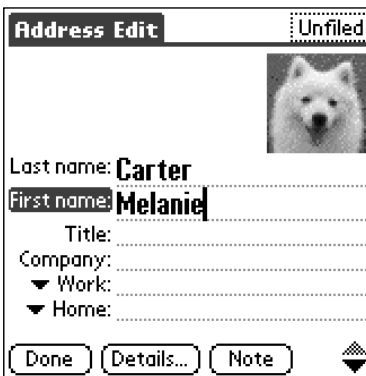 Address Edit Unfiled
Last name: Carter
First name: Melanie
Title:
Company:
Work:
Home:
Done Details... Note